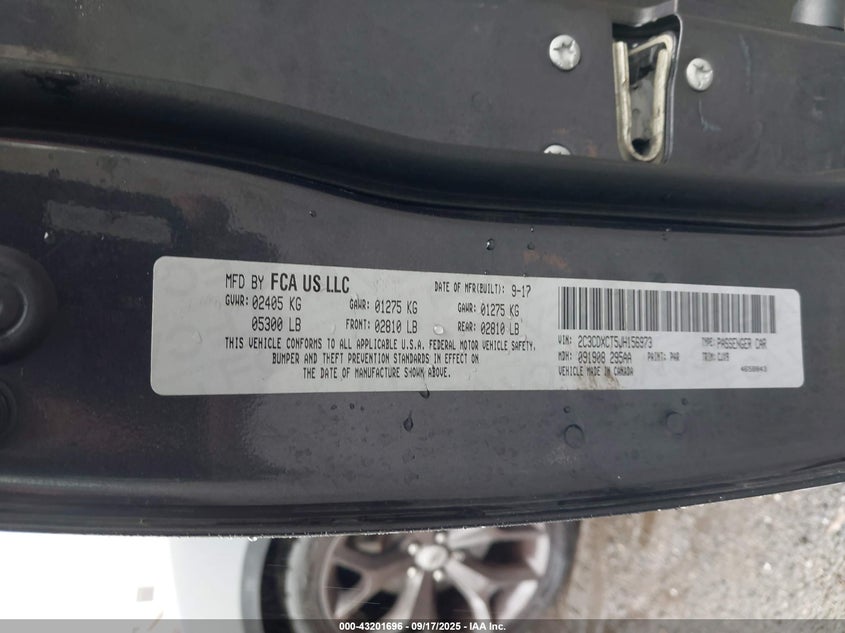 MFD BY FCA US LLC
DATE OF MFR(BUILT): 9-17
GVWR: 02405 KG GAWR: 01275 KG GAWR: 01275 KG
05300 LB FRONT: 02810 LB REAR: 02810 LB
THIS VEHICLE CONFORMS TO ALL APPLICABLE U.S.A. FEDERAL MOTOR VEHICLE SAFETY,
BUMPER AND THEFT PREVENTION STANDARDS IN EFFECT ON
THE DATE OF MANUFACTURE SHOWN ABOVE.
VIN: 2C3CDXCT5JH156973 TYPE: PASSENGER CAR
MDH: 091908 295AA PAINT: PAR TRIM: CJX9
VEHICLE MADE IN CANADA 4658043
000-43201696 - 09/17/2025 - IAA Inc.